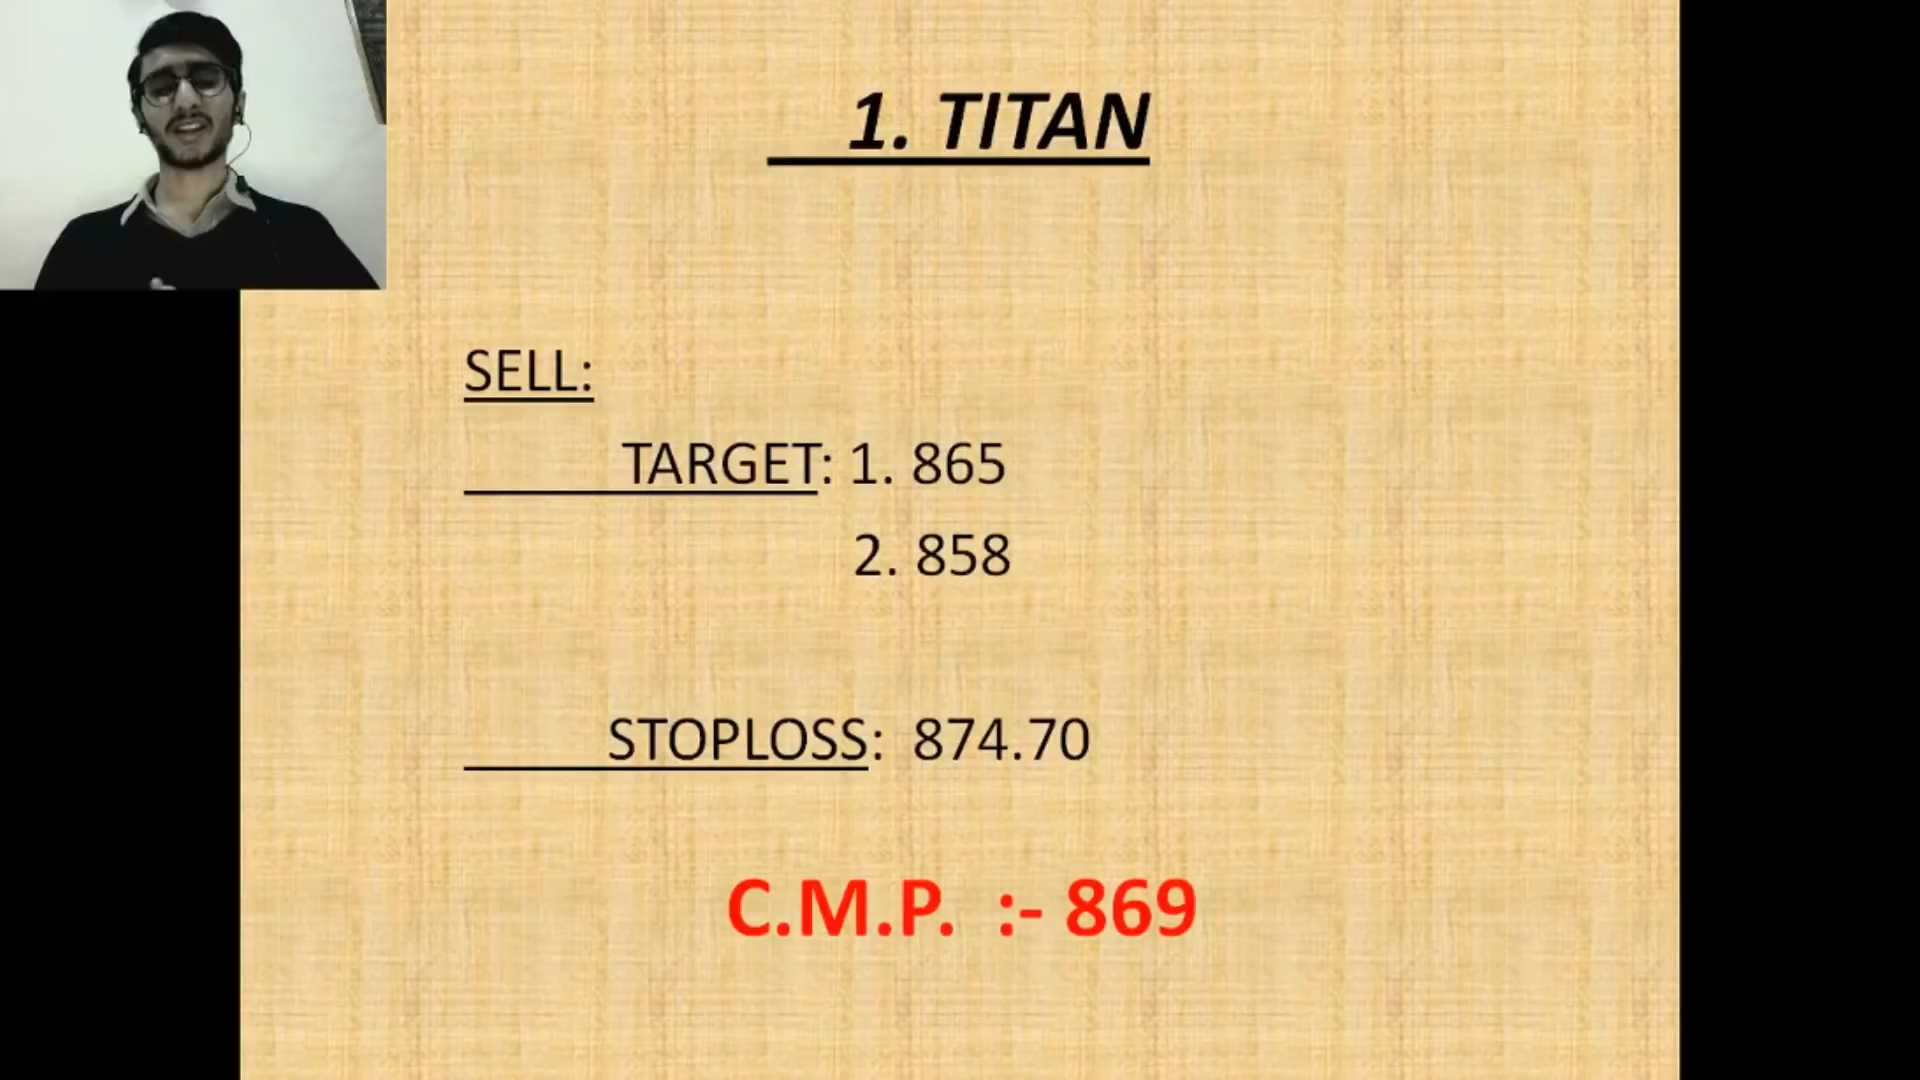 1. TITAN
SELL:
TARGET: 1. 865
2. 858
STOPLOSS: 874.70
C.M.P. :- 869